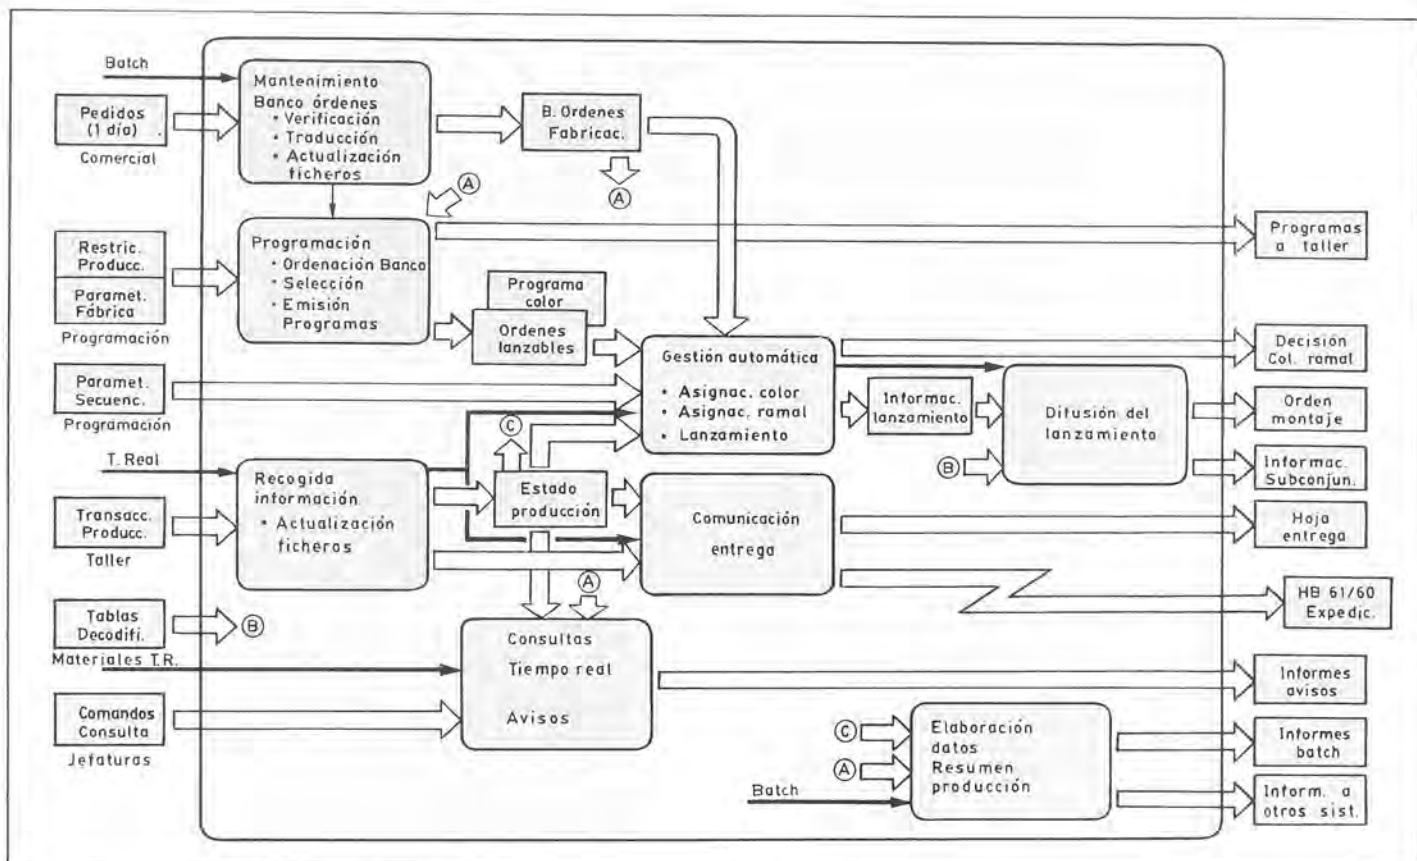 Batch
Pedidos
(1 día)
Comercial
Mantenimiento
Banco órdenes
• Verificación
• Traducción
• Actualización
ficheros
B. Ordenes
Fabricac.
A
A
Restric.
Producc.
Paramet.
Fábrica
Programación
Programación
• Ordenación Banco
• Selección
• Emisión
Programas
Programa
color
Ordenes
lanzables
Programas
a taller
Paramet.
Secuenc.
Programación
Gestión automática
• Asignac. color
• Asignac. ramal
• Lanzamiento
Informac.
lanzamiento
Difusión del
lanzamiento
B
Decisión
Col. ramal
Orden
montaje
Informac.
Subconjun.
T. Real
Transacc.
Producc.
Taller
Recogida
información
• Actualización
ficheros
C
Estado
producción
Comunicación
entrega
Hoja
entrega
HB 61/60
Expedic.
Tablas
Decodifi.
B
Materiales T.R.
Comandos
Consulta
Jefaturas
A
Consultas
Tiempo real
Avisos
Informes
avisos
C
A
Batch
Elaboración
datos
Resumen
producción
Informes
batch
Inform. a
otros sist.